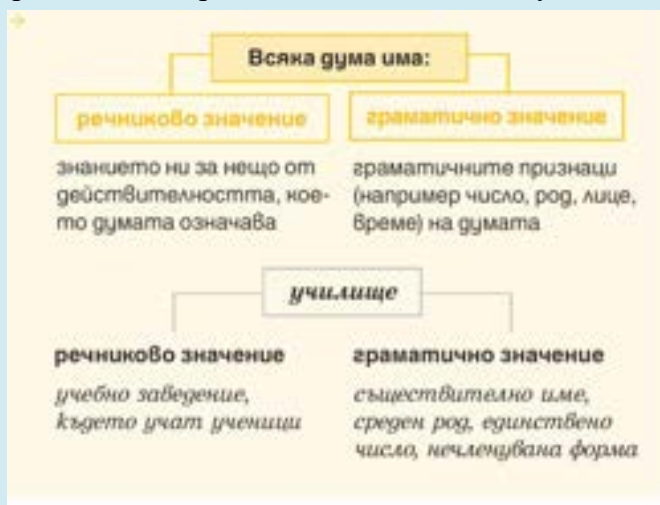 Всяка дума има:
речниково значение
граматично значение
знанието ни за нещо от
действителността, кое-
то думата означава
граматичните признаци
(например число, род, лице,
време) на думата
училище
речниково значение
граматично значение
учебно заведение,
където учат ученици
съществително име,
среден род, единствено
число, нечленувана форма